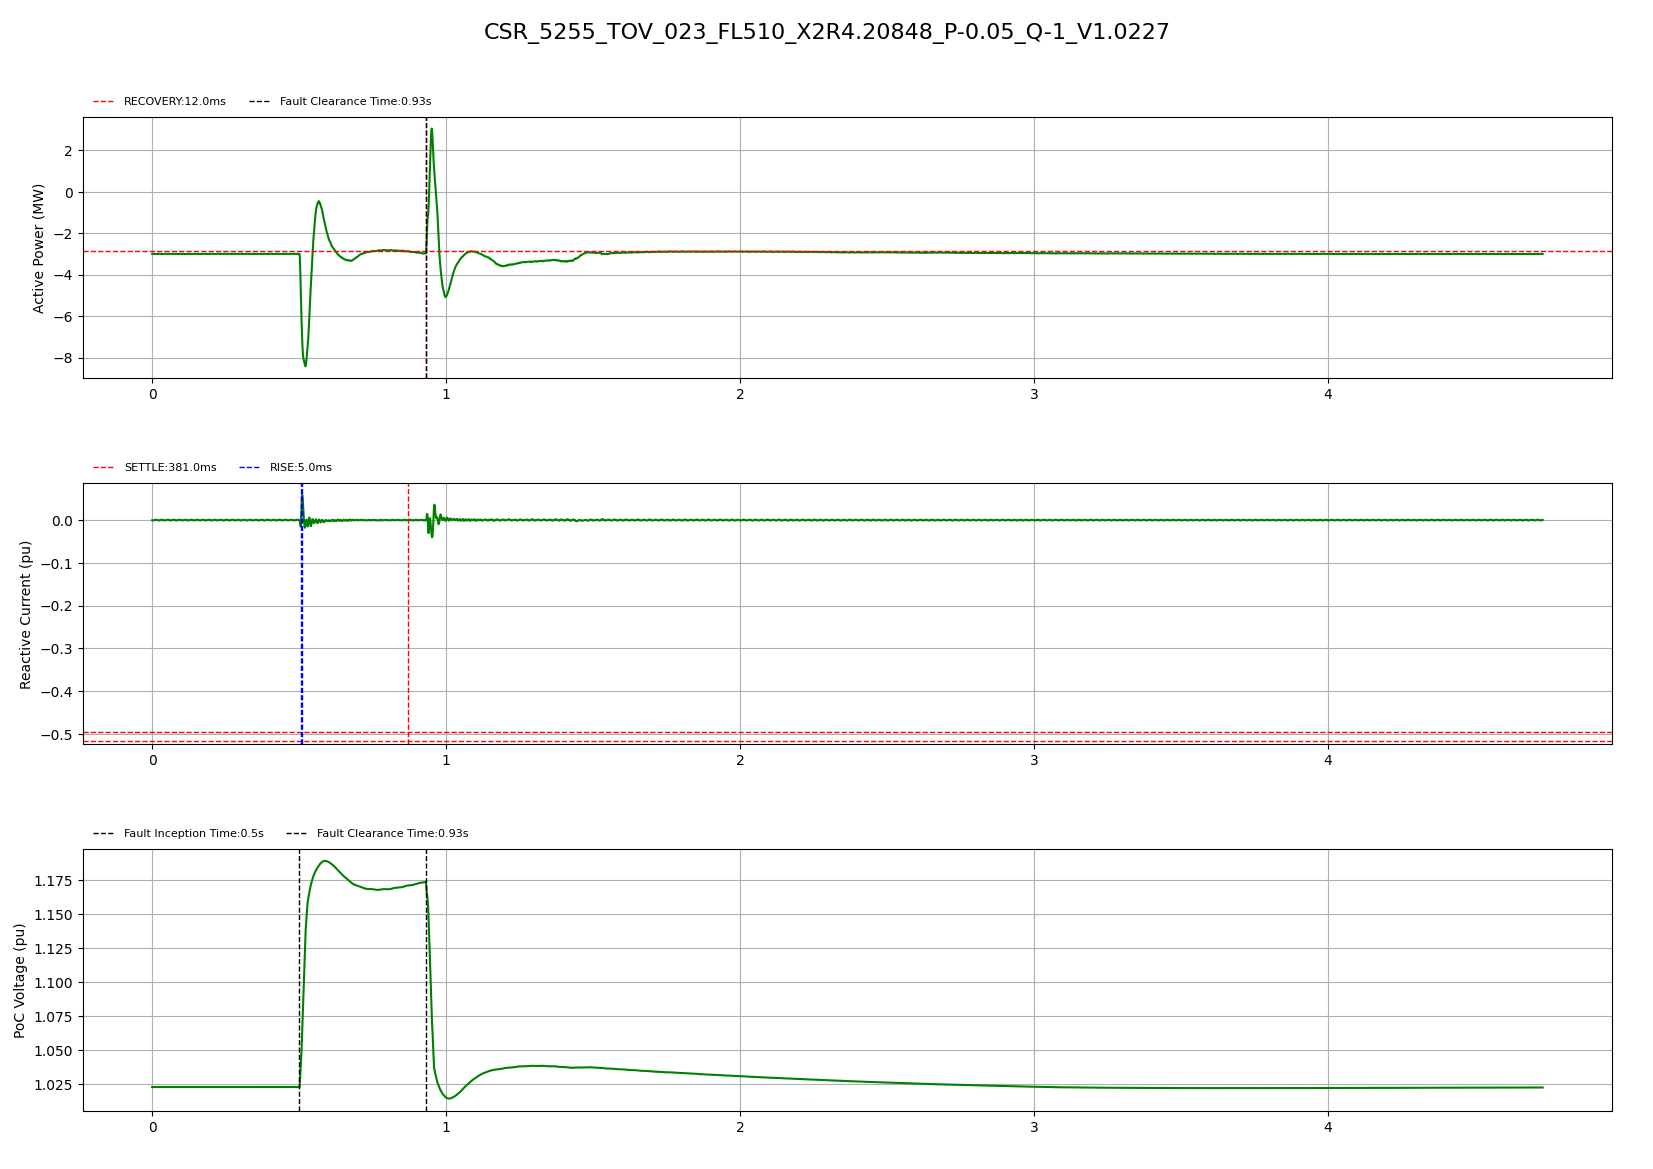 CSR_5255_TOV_023_FL510_X2R4.20848_P-0.05_Q-1_V1.0227
RECOVERY:12.0ms Fault Clearance Time:0.93s
Active Power (MW)
2
0
−2
−4
−6
−8
0 1 2 3 4
SETTLE:381.0ms RISE:5.0ms
Reactive Current (pu)
0.0
−0.1
−0.2
−0.3
−0.4
−0.5
0 1 2 3 4
Fault Inception Time:0.5s Fault Clearance Time:0.93s
PoC Voltage (pu)
1.175
1.150
1.125
1.100
1.075
1.050
1.025
0 1 2 3 4